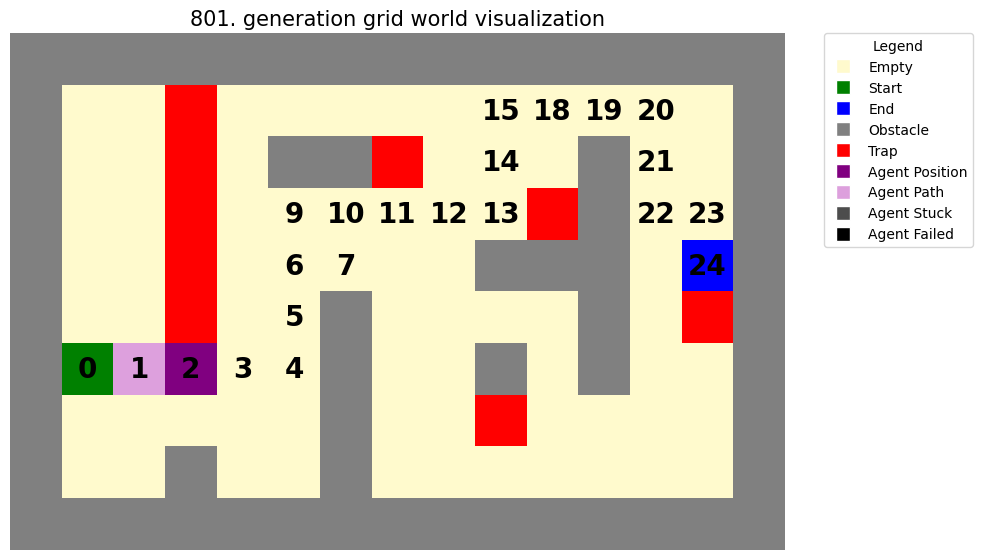 801. generation grid world visualization
15 18 19 20
14 21
9 10 11 12 13 22 23
6 7 24
5
0 1 2 3 4
Legend
Empty
Start
End
Obstacle
Trap
Agent Position
Agent Path
Agent Stuck
Agent Failed